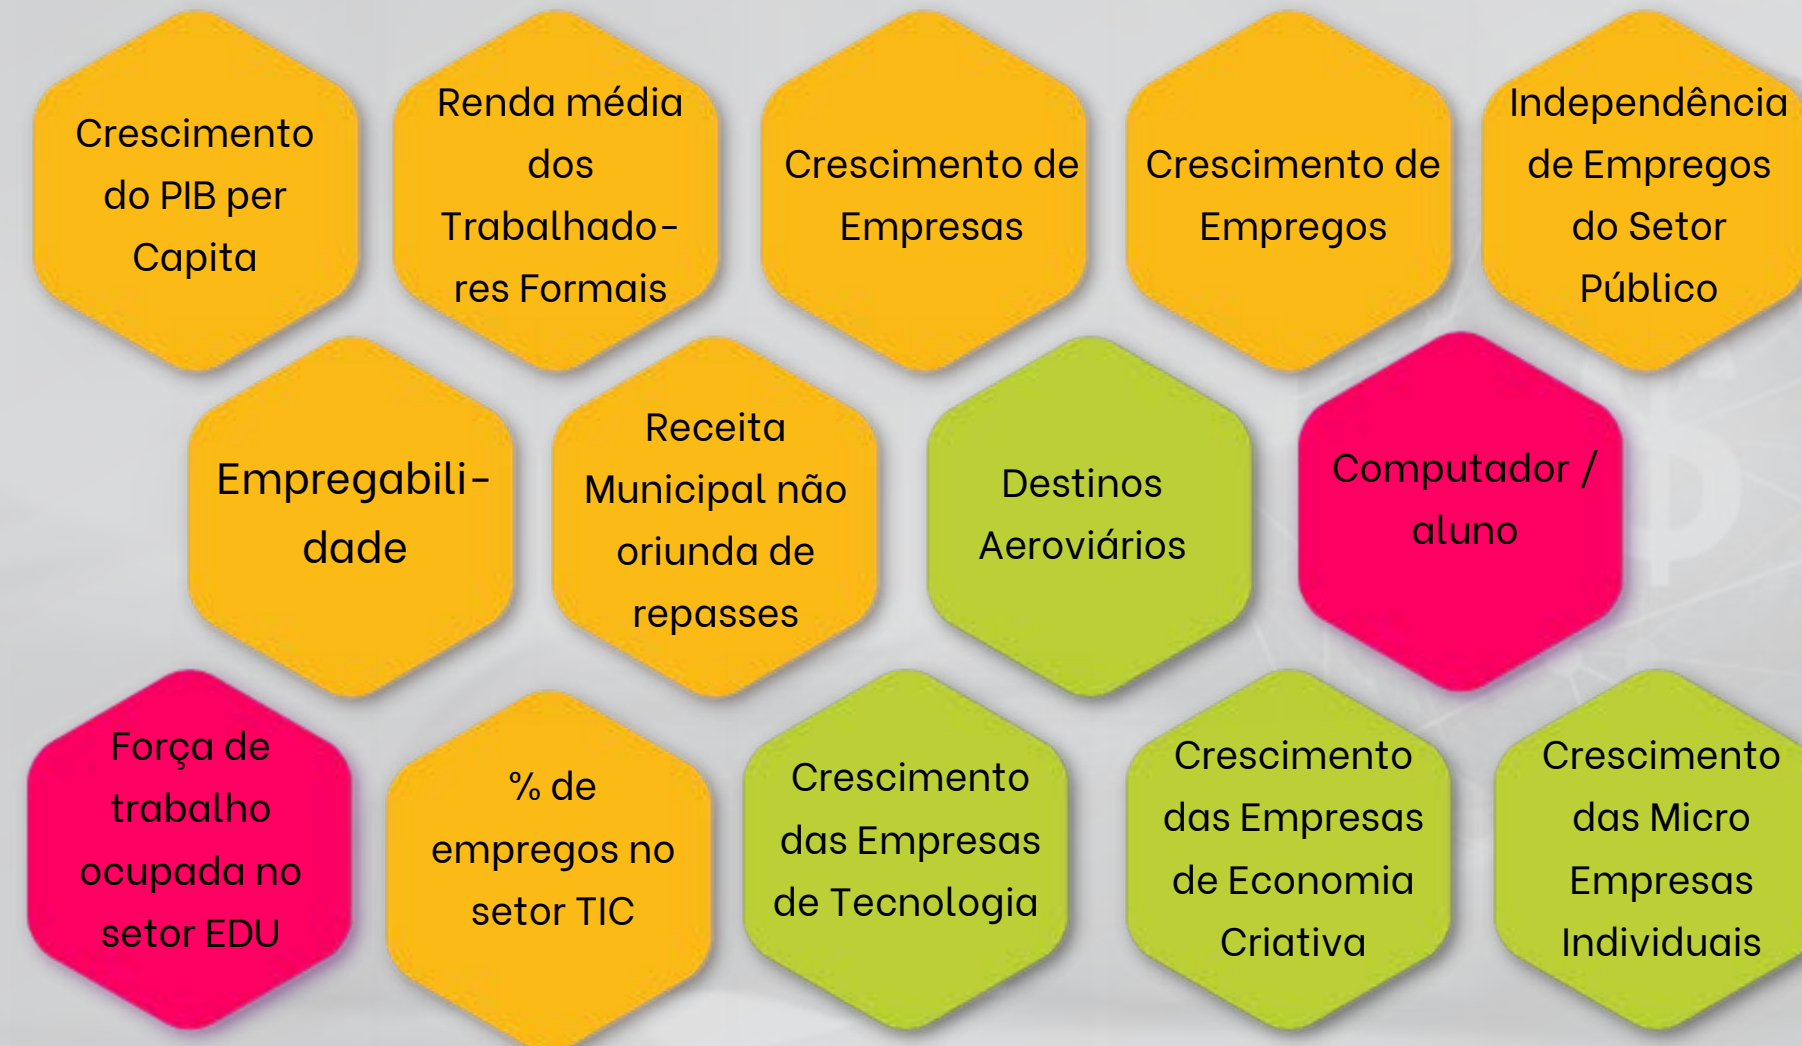 Crescimento
do PIB per
Capita
Renda média
dos
Trabalhado-
res Formais
Crescimento de
Empresas
Crescimento de
Empregos
Independência
de Empregos
do Setor
Público
Empregabili-
dade
Receita
Municipal não
oriunda de
repasses
Destinos
Aeroviários
Computador /
aluno
Força de
trabalho
ocupada no
setor EDU
% de
empregos no
setor TIC
Crescimento
das Empresas
de Tecnologia
Crescimento
das Empresas
de Economia
Criativa
Crescimento
das Micro
Empresas
Individuais